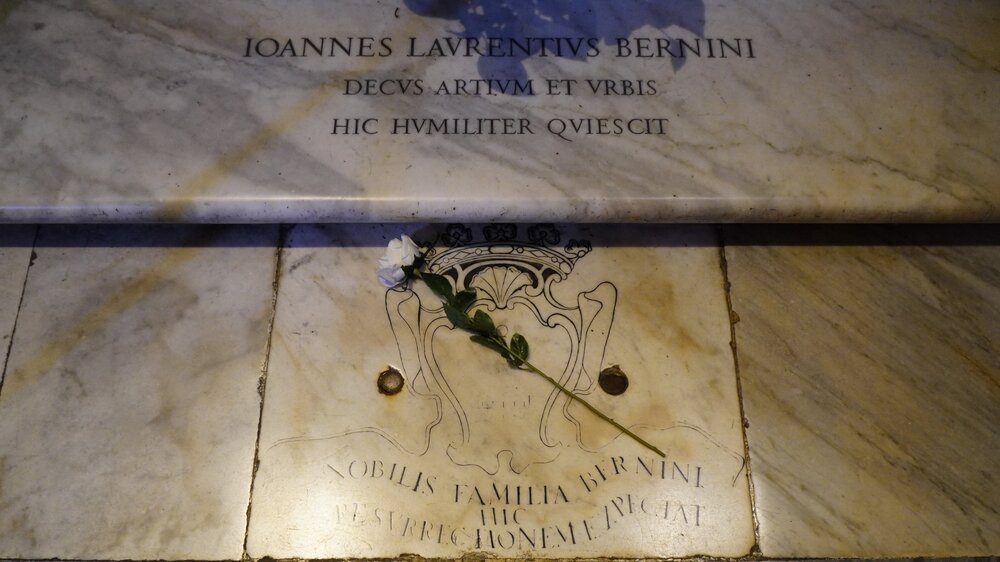 IOANNES LAVRENTIVS BERNINI
DECVS ARTIVM ET VRBIS
HIC HVMILITER QVIESCIT
NOBILIS FAMILIA BERNINI
HIC
RESVRRECTIONEM EXPECTAT